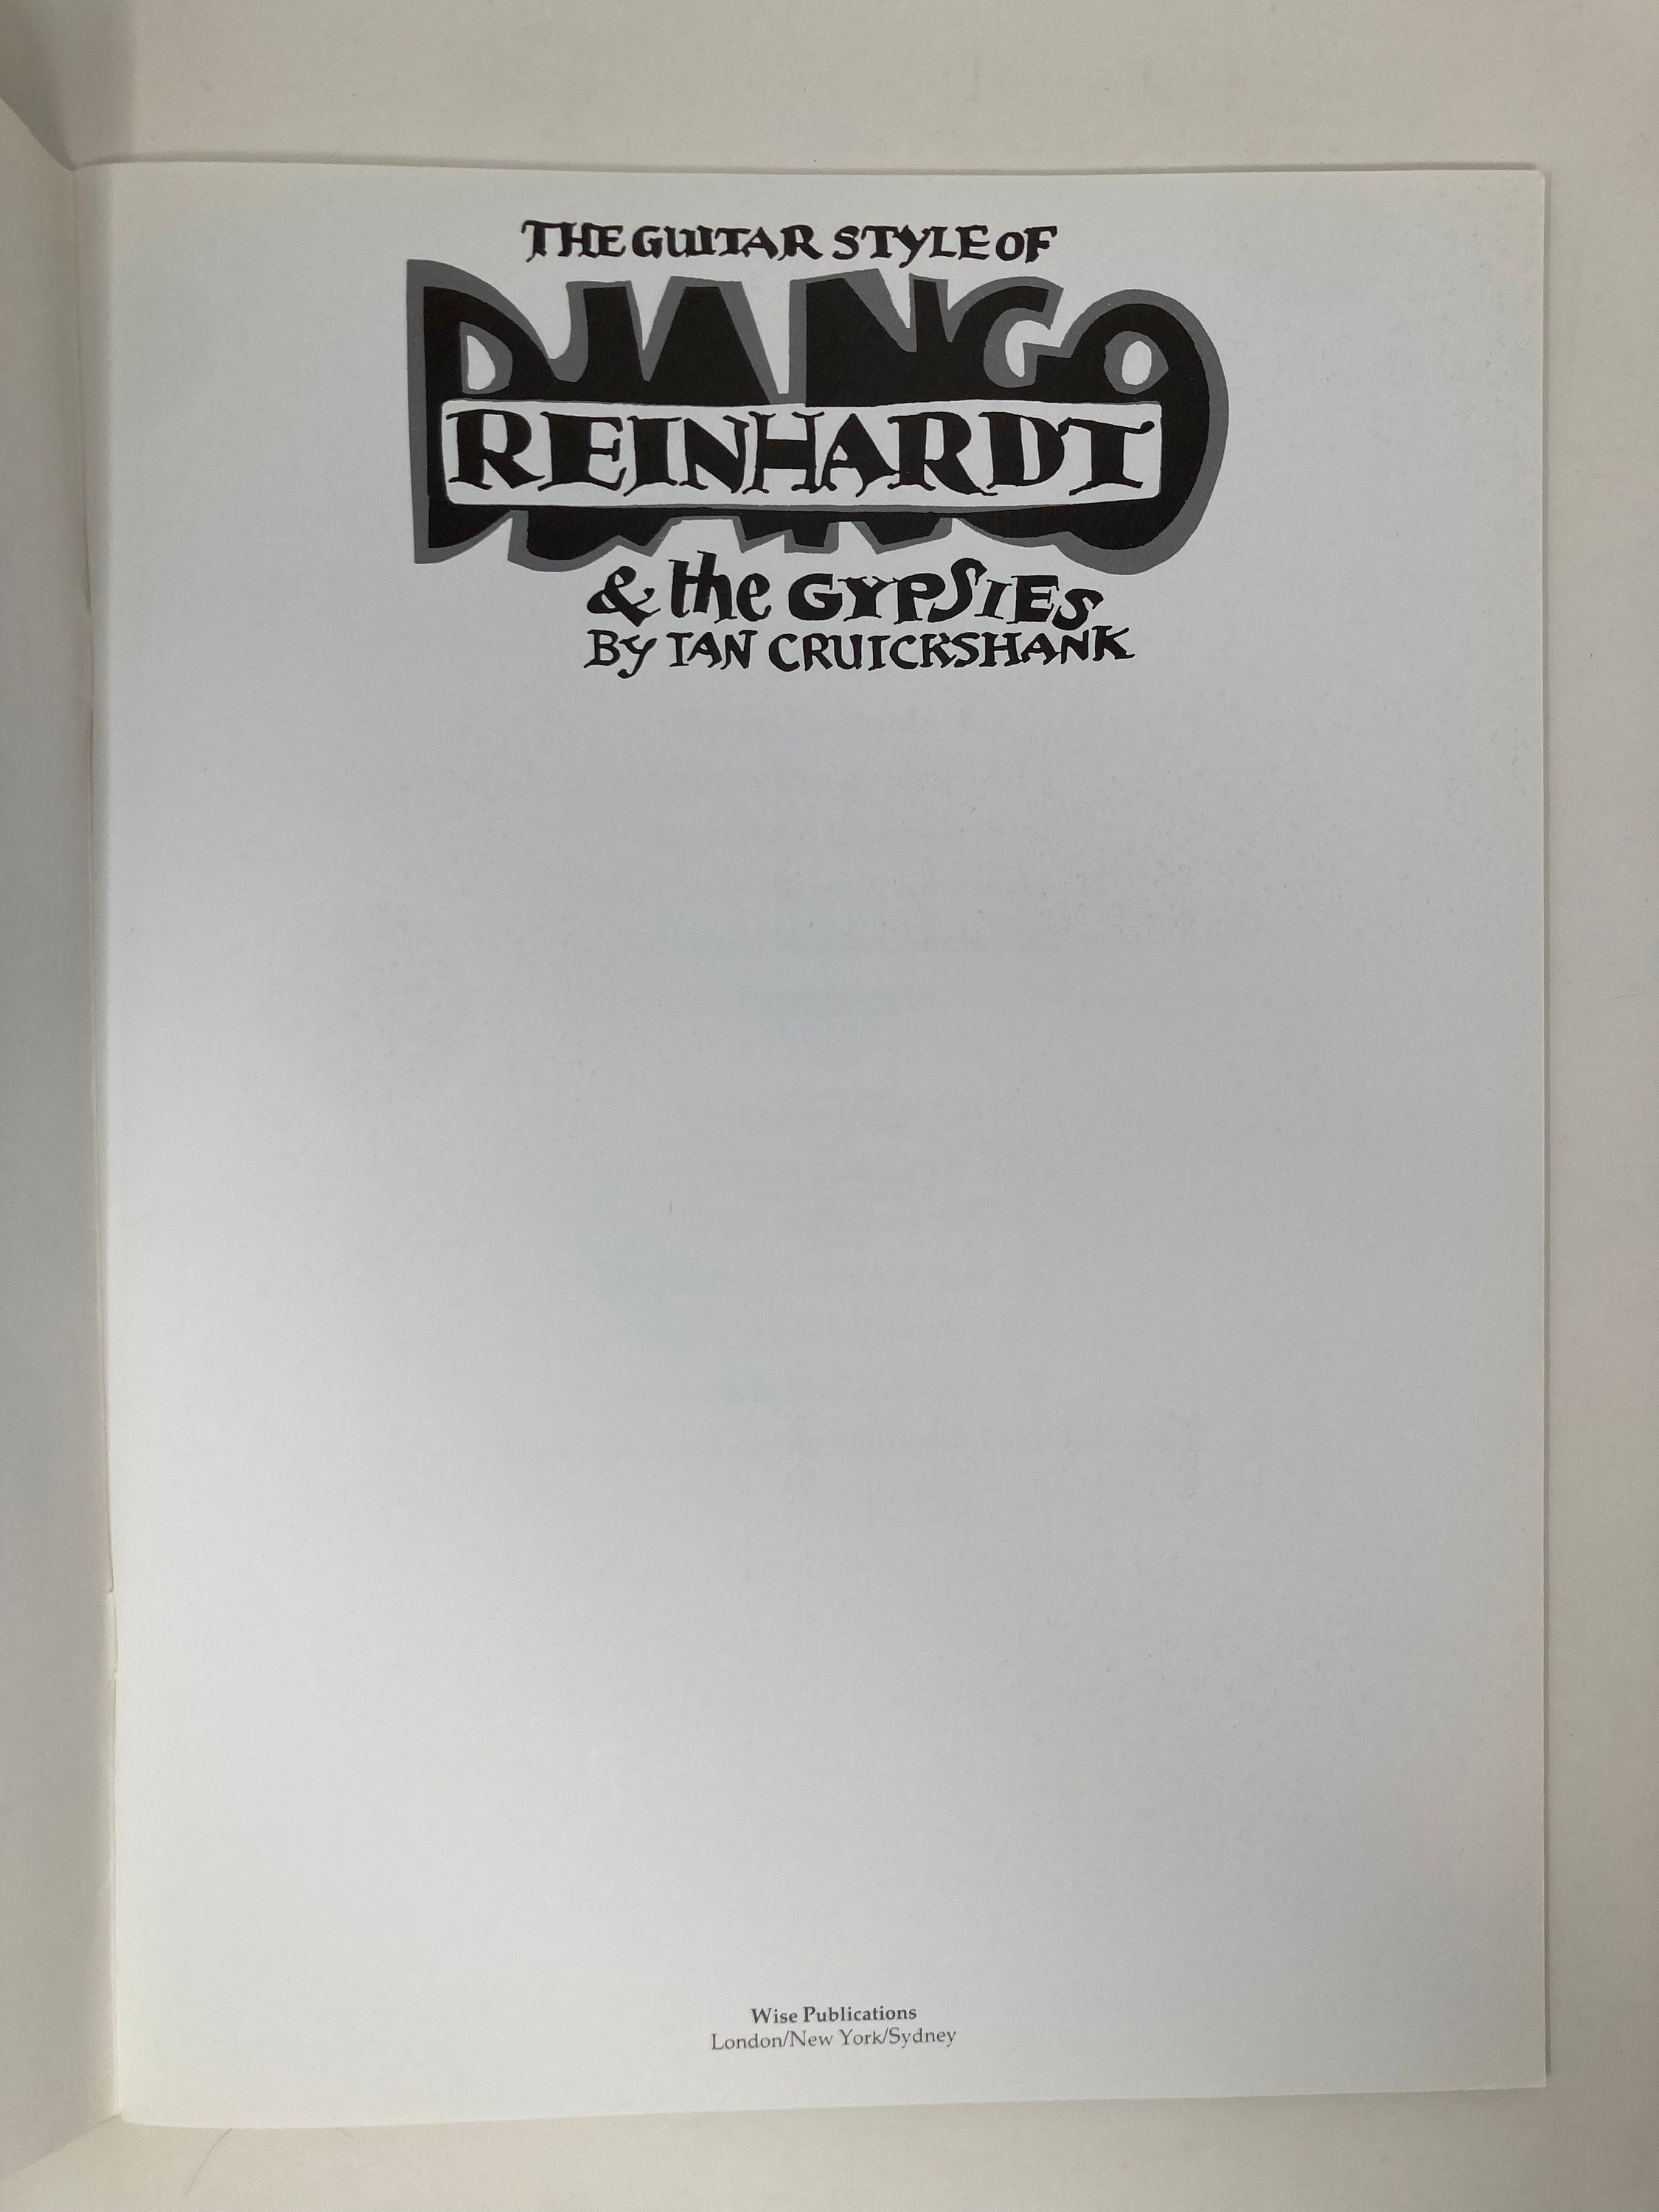 THE GUITAR STYLE OF
DJANGO
REINHARDT
& the GYPSIES
BY IAN CRUICKSHANK
Wise Publications
London/New York/Sydney